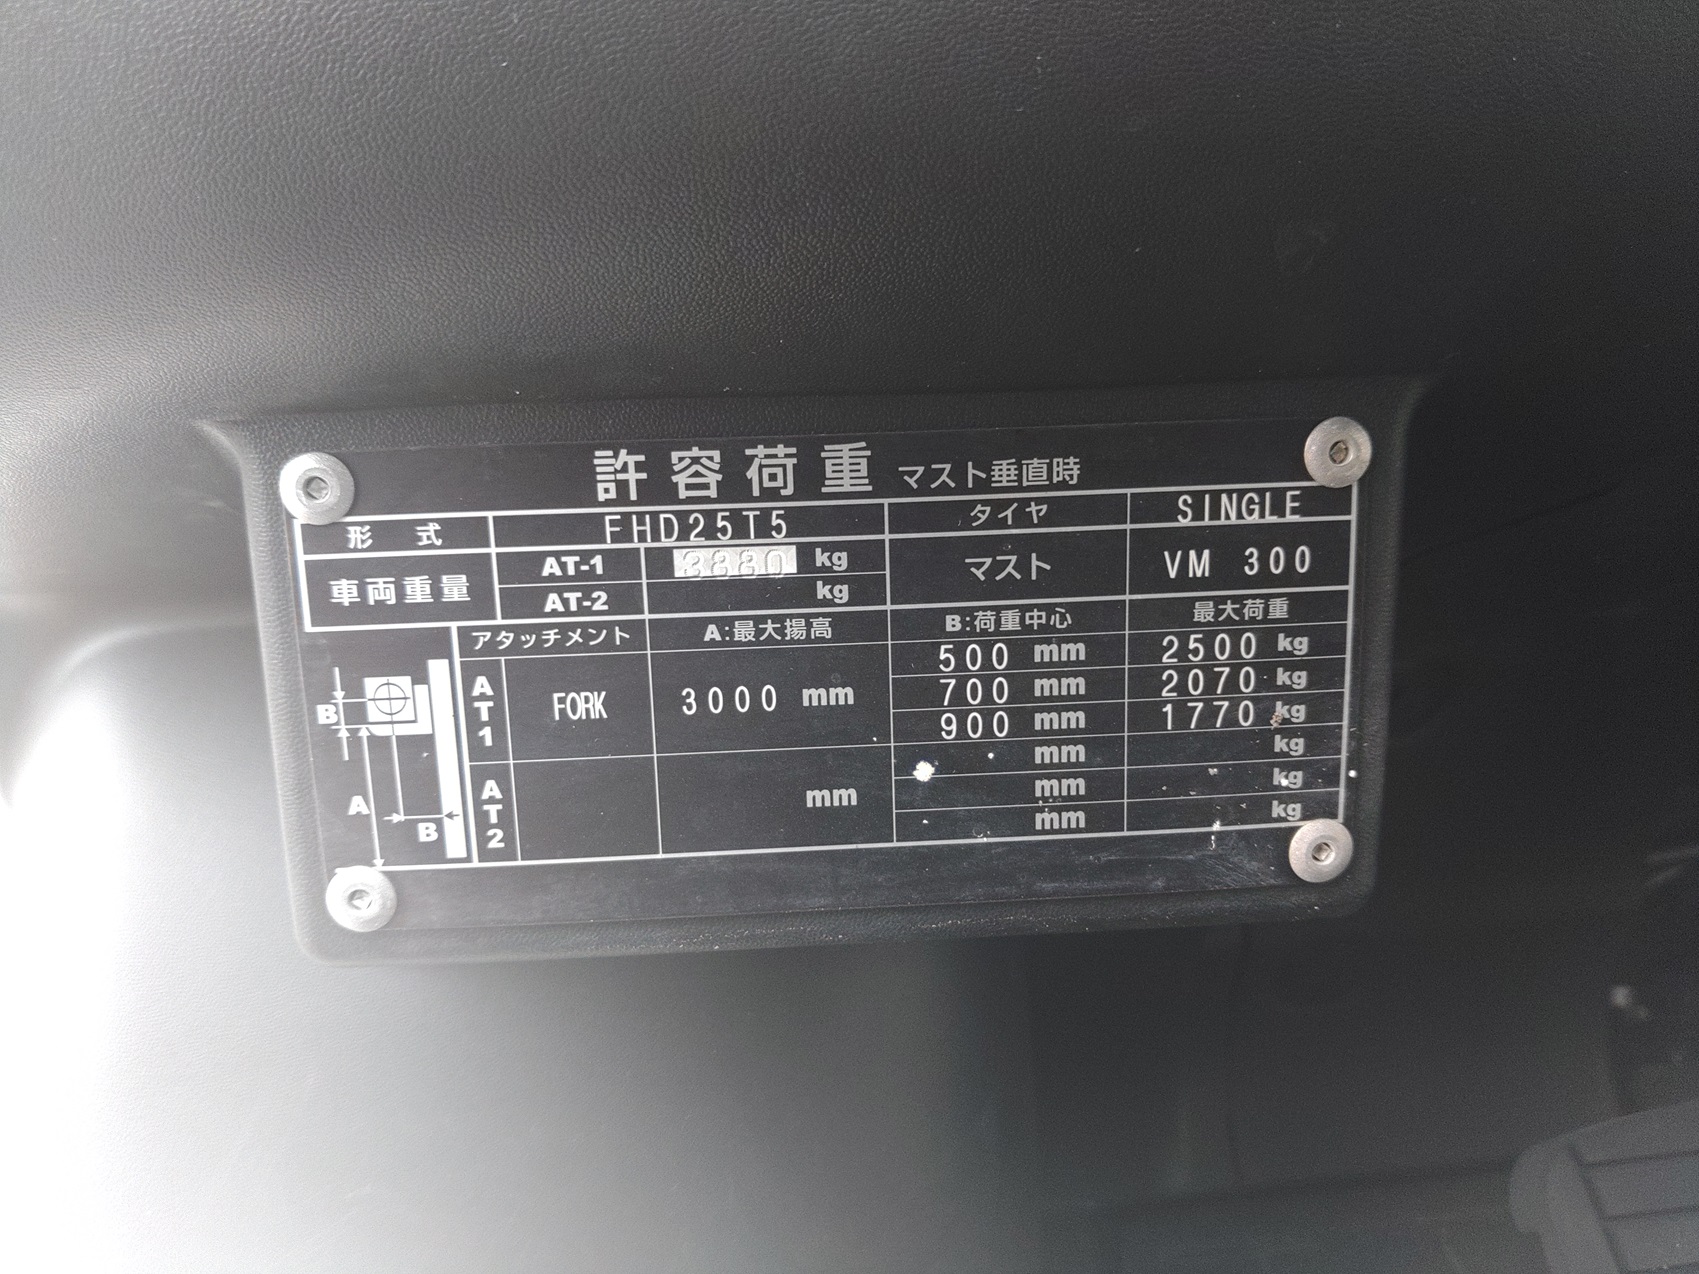 許容荷重 マスト垂直時
形 式 FHD25T5 タイヤ SINGLE
車両重量 AT-1 3880 kg マスト VM 300
AT-2 kg
アタッチメント A:最大揚高 B:荷重中心 最大荷重
AT1 FORK 3000 mm 500 mm 2500 kg
700 mm 2070 kg
900 mm 1770 kg
mm kg
AT2 mm mm kg
mm kg
B
A
B